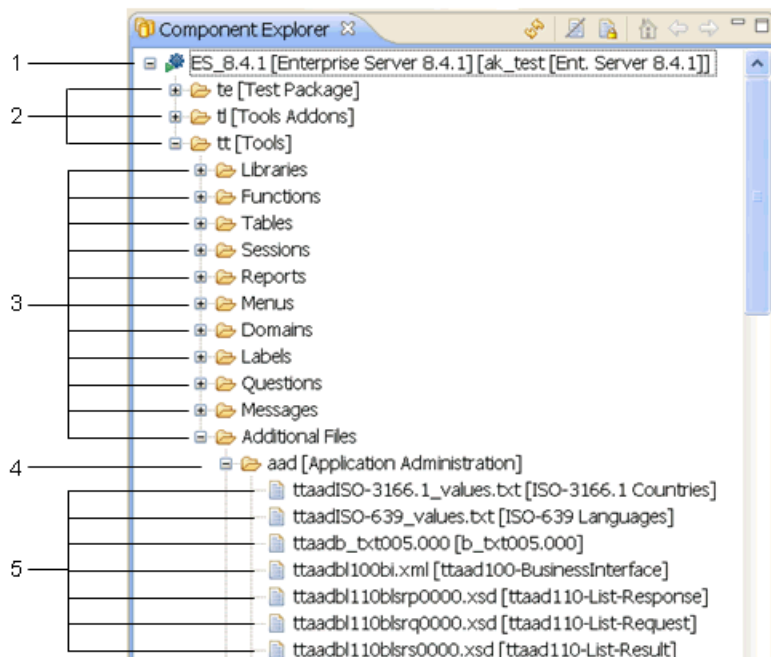 Component Explorer
1 ES_8.4.1 [Enterprise Server 8.4.1] [ak_test [Ent. Server 8.4.1]]
te [Test Package]
2 tl [Tools Addons]
tt [Tools]
Libraries
Functions
Tables
Sessions
Reports
3 Menus
Domains
Labels
Questions
Messages
Additional Files
4 aad [Application Administration]
ttaadISO-3166.1_values.txt [ISO-3166.1 Countries]
ttaadISO-639_values.txt [ISO-639 Languages]
ttaadb_txt005.000 [b_txt005.000]
5 ttaadbl100bi.xml [ttaad100-BusinessInterface]
ttaadbl110blsrp0000.xsd [ttaad110-List-Response]
ttaadbl110blsrq0000.xsd [ttaad110-List-Request]
ttaadbl110blsrs0000.xsd [ttaad110-List-Result]